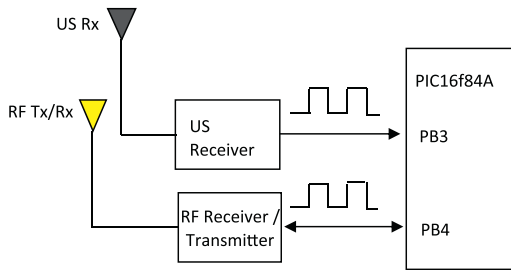 US Rx
PIC16f84A
RF Tx/Rx
US
Receiver
PB3
RF Receiver /
Transmitter
PB4